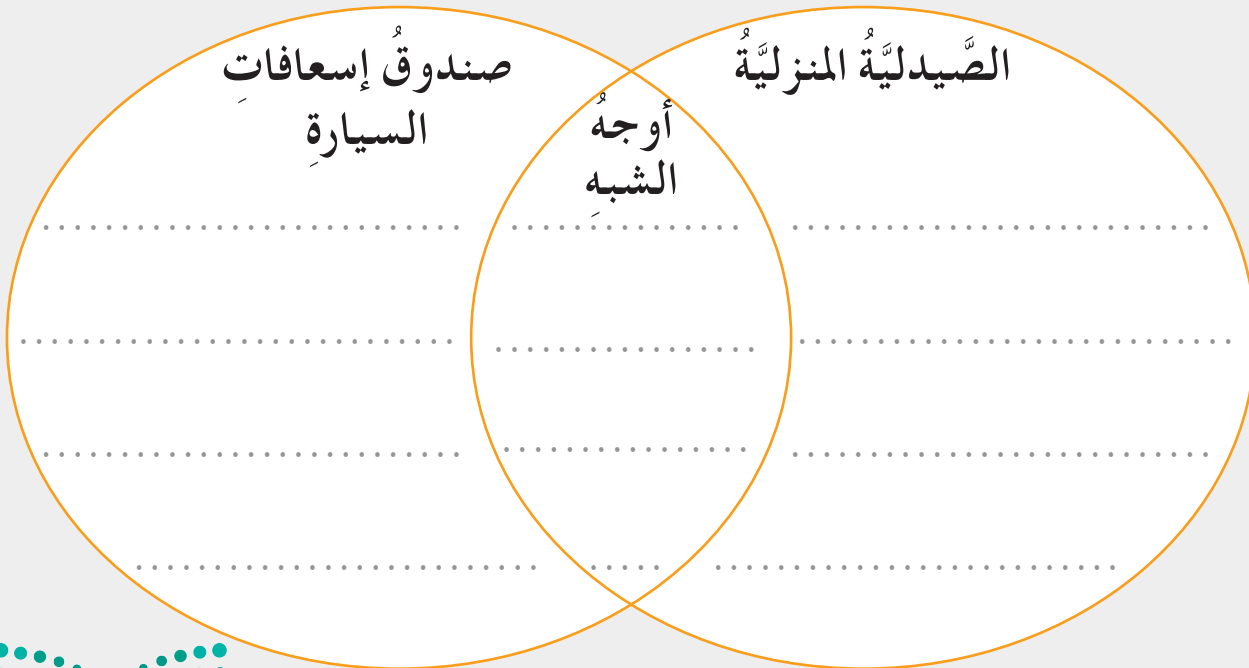 الصَّيدليَّةُ المنزليَّةُ
أوجهُ
الشبهِ
صندوقُ إسعافاتِ
السيارةِ